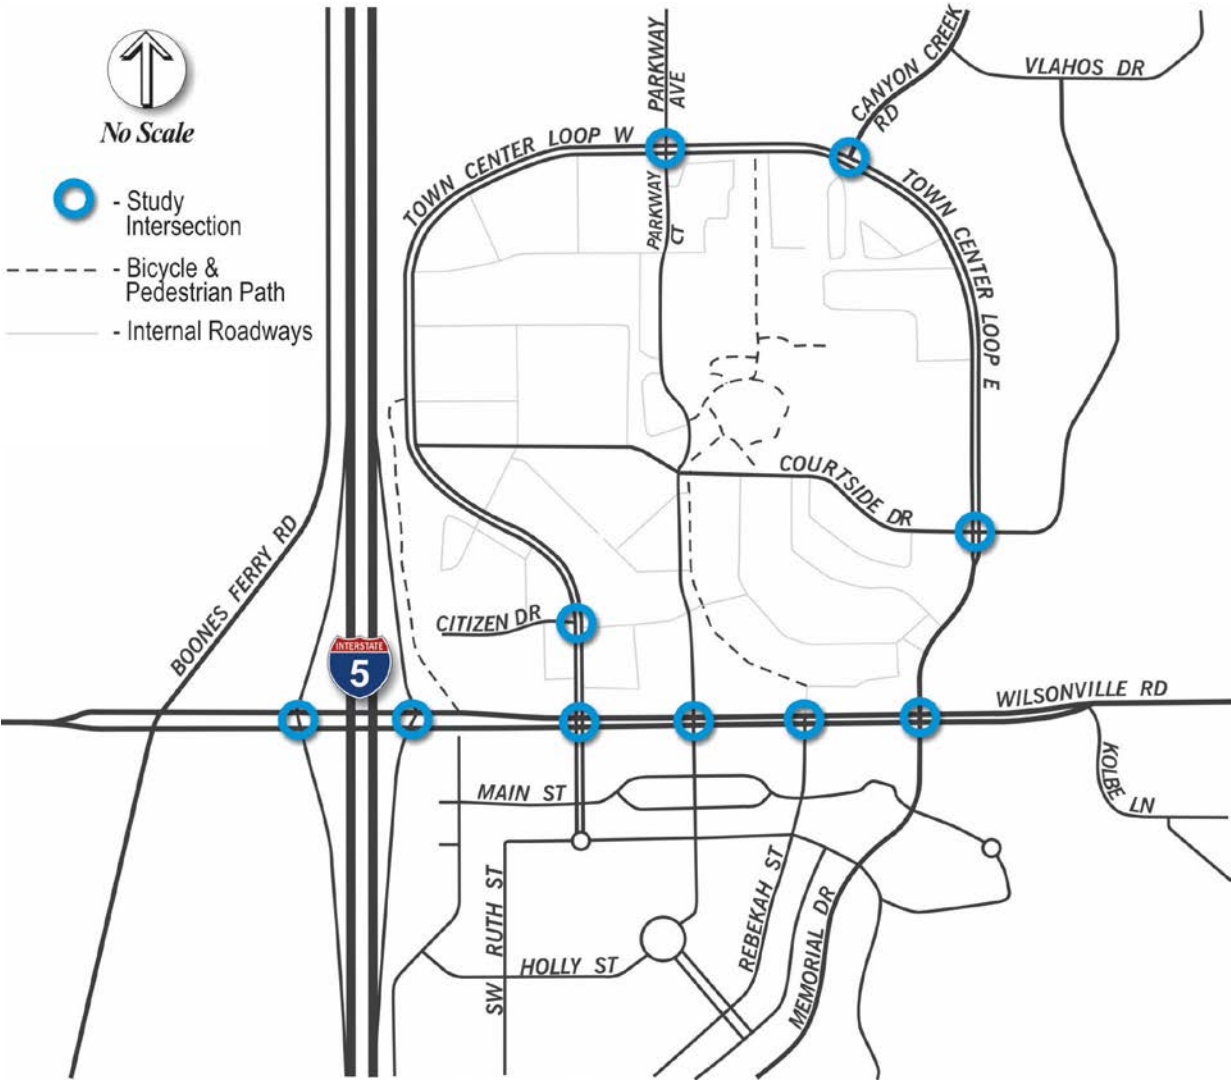 No Scale
- Study
Intersection
- Bicycle &
Pedestrian Path
- Internal Roadways
PARKWAY
AVE
CANYON CREEK
RD
VLAHOS DR
TOWN CENTER LOOP W
PARKWAY
CT
TOWN CENTER LOOP E
COURTSIDE DR
BOONES FERRY RD
CITIZEN DR
INTERSTATE
5
WILSONVILLE RD
KOLBE
LN
MAIN ST
SW RUTH ST
HOLLY ST
REBEKAH ST
MEMORIAL DR